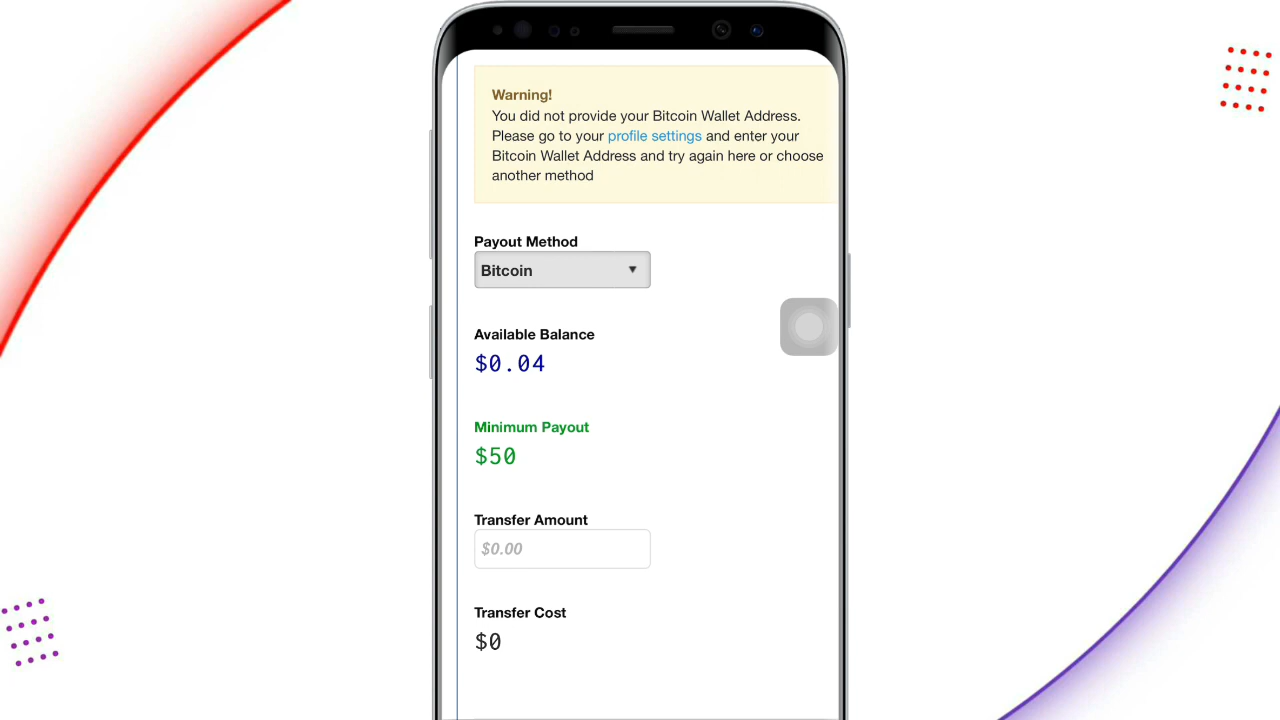 Warning!
You did not provide your Bitcoin Wallet Address.
Please go to your profile settings and enter your
Bitcoin Wallet Address and try again here or choose
another method
Payout Method
Bitcoin
Available Balance
$0.04
Minimum Payout
$50
Transfer Amount
$0.00
Transfer Cost
$0